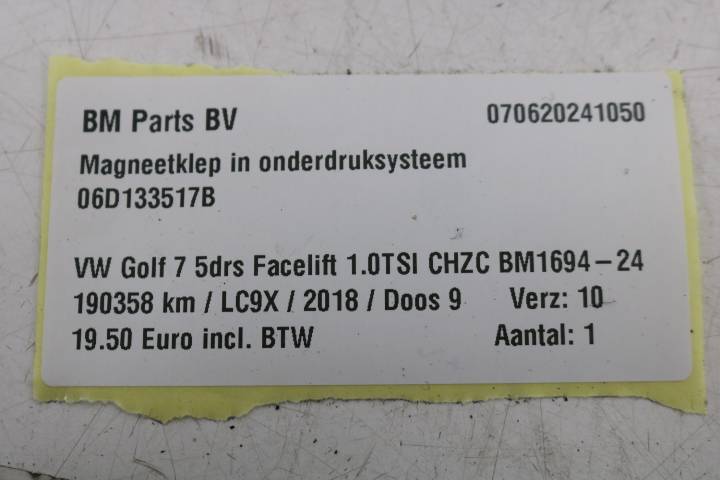 BM Parts BV 070620241050
Magneetklep in onderdruksysteem
06D133517B
VW Golf 7 5drs Facelift 1.0TSI CHZC BM1694-24
190358 km / LC9X / 2018 / Doos 9 Verz: 10
19.50 Euro incl. BTW Aantal: 1